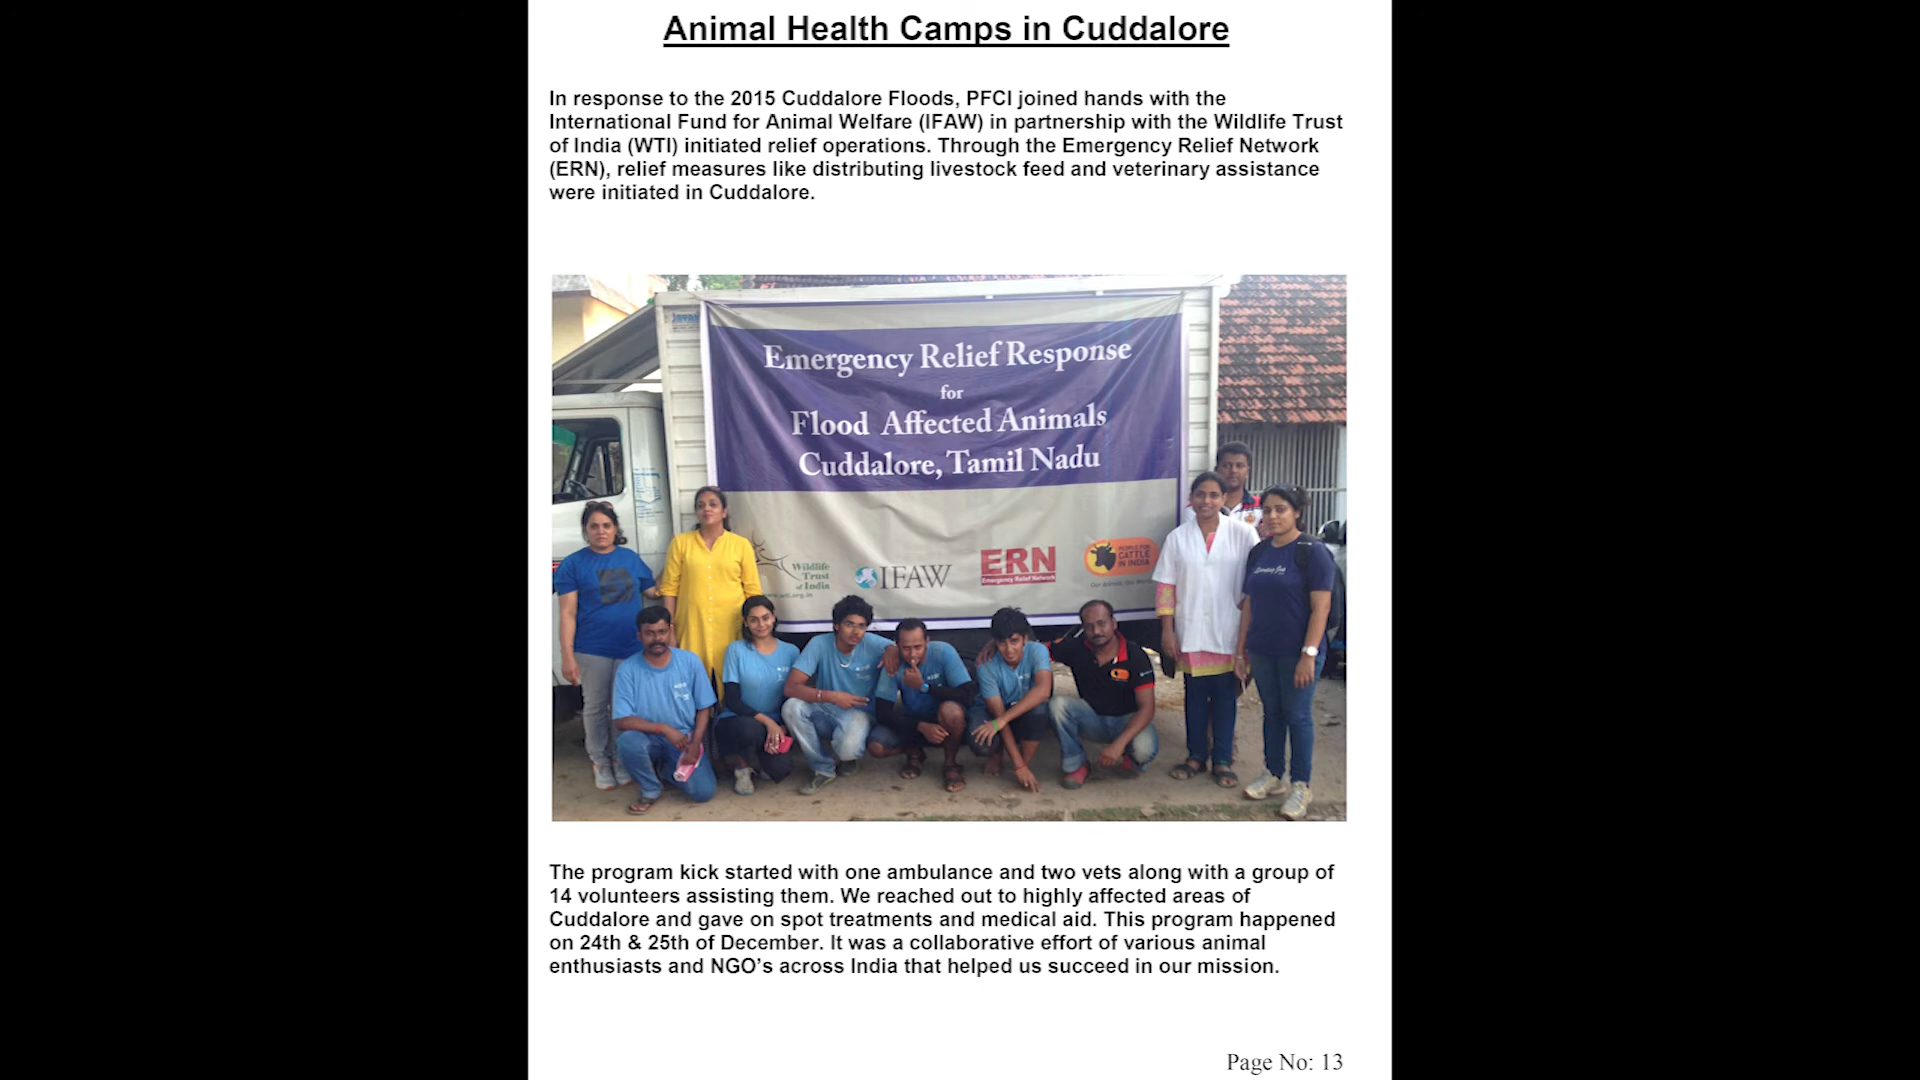 Animal Health Camps in Cuddalore
In response to the 2015 Cuddalore Floods, PFCI joined hands with the
International Fund for Animal Welfare (IFAW) in partnership with the Wildlife Trust
of India (WTI) initiated relief operations. Through the Emergency Relief Network
(ERN), relief measures like distributing livestock feed and veterinary assistance
were initiated in Cuddalore.
Emergency Relief Response
for
Flood Affected Animals
Cuddalore, Tamil Nadu
Wildlife
Trust
of India
IFAW
ERN
Emergency Relief Network
PEOPLE FOR
CATTLE
IN INDIA
The program kick started with one ambulance and two vets along with a group of
14 volunteers assisting them. We reached out to highly affected areas of
Cuddalore and gave on spot treatments and medical aid. This program happened
on 24th & 25th of December. It was a collaborative effort of various animal
enthusiasts and NGO’s across India that helped us succeed in our mission.
Page No: 13